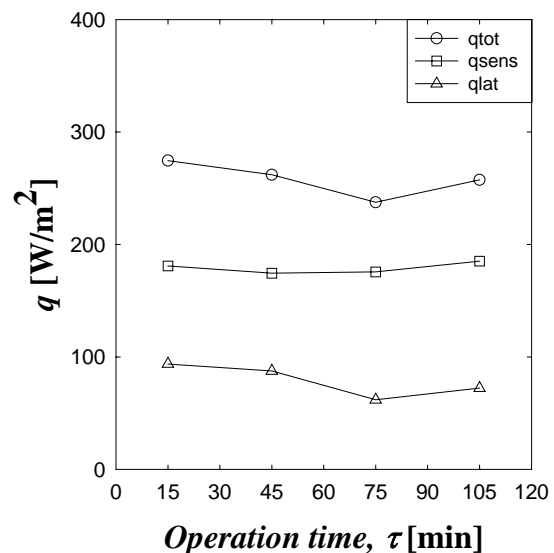 400
300
200
100
0
q [W/m²]
qtot
qsens
qlat
0 15 30 45 60 75 90 105 120
Operation time, τ [min]